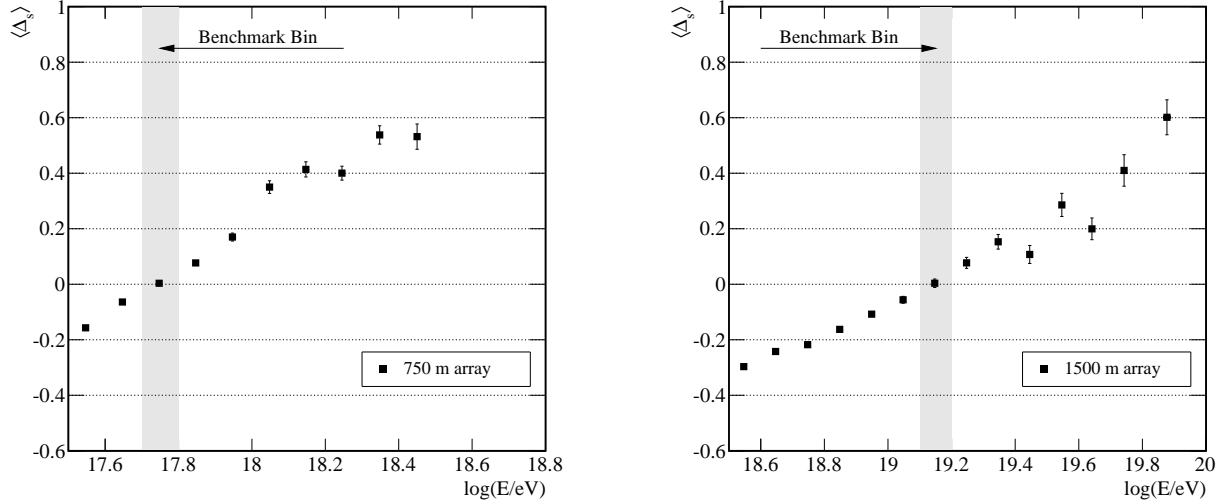 ⟨Δs⟩
1
0.8
0.6
0.4
0.2
0
-0.2
-0.4
-0.6
Benchmark Bin
750 m array
17.6 17.8 18 18.2 18.4 18.6 18.8
log(E/eV)
⟨Δs⟩
1
0.8
0.6
0.4
0.2
0
-0.2
-0.4
-0.6
Benchmark Bin
1500 m array
18.6 18.8 19 19.2 19.4 19.6 19.8 20
log(E/eV)